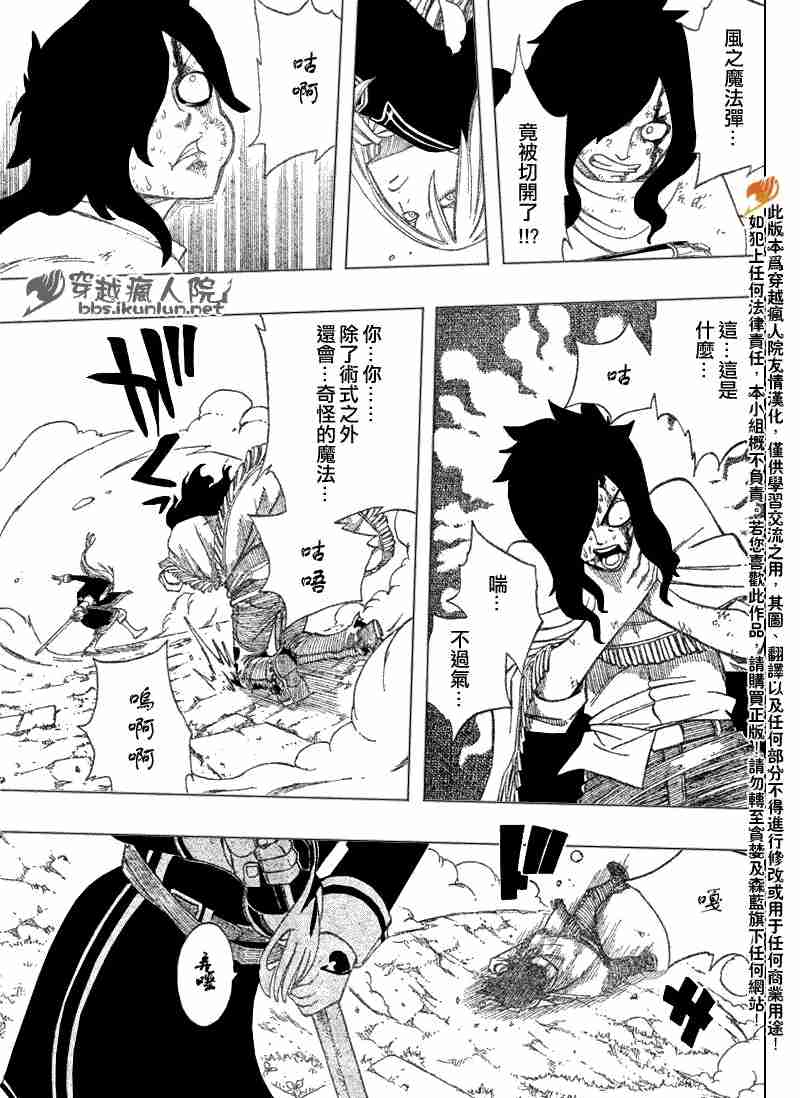 風之魔法彈…
竟被切開了!!?
咕
啊
穿越瘋人院
bbs.ikunlun.net
這…這是
什麼…
咕
喘…
不過氣…
你…你……
除了術式之外
還會…奇怪的魔法…
咕
唔
嗚
啊
啊
嘎
此版本爲穿越瘋人院友情漢化，僅供學習交流之用，其圖、翻譯以及任何部分不得進行修改或用于任何商業用途！
如犯上任何法律責任，本小組概不負責。若您喜歡此作品，請購買正版！請勿轉至貪婪及森藍旗下任何網站！